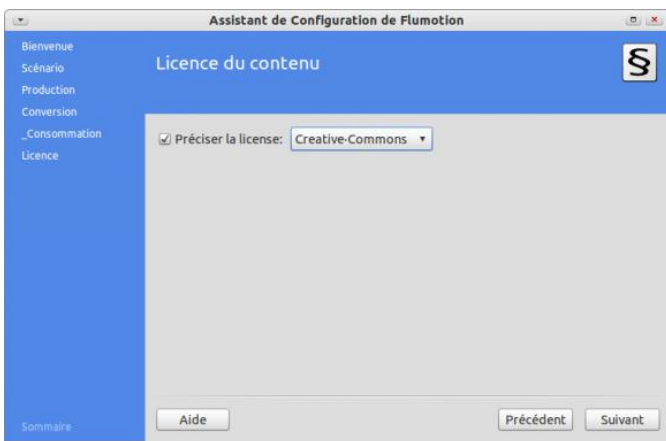 Assistant de Configuration de Flumotion
Bienvenue
Scénario
Production
Conversion
_Consommation
Licence
Sommaire
Licence du contenu
§
Préciser la license: Creative-Commons
Aide Précédent Suivant